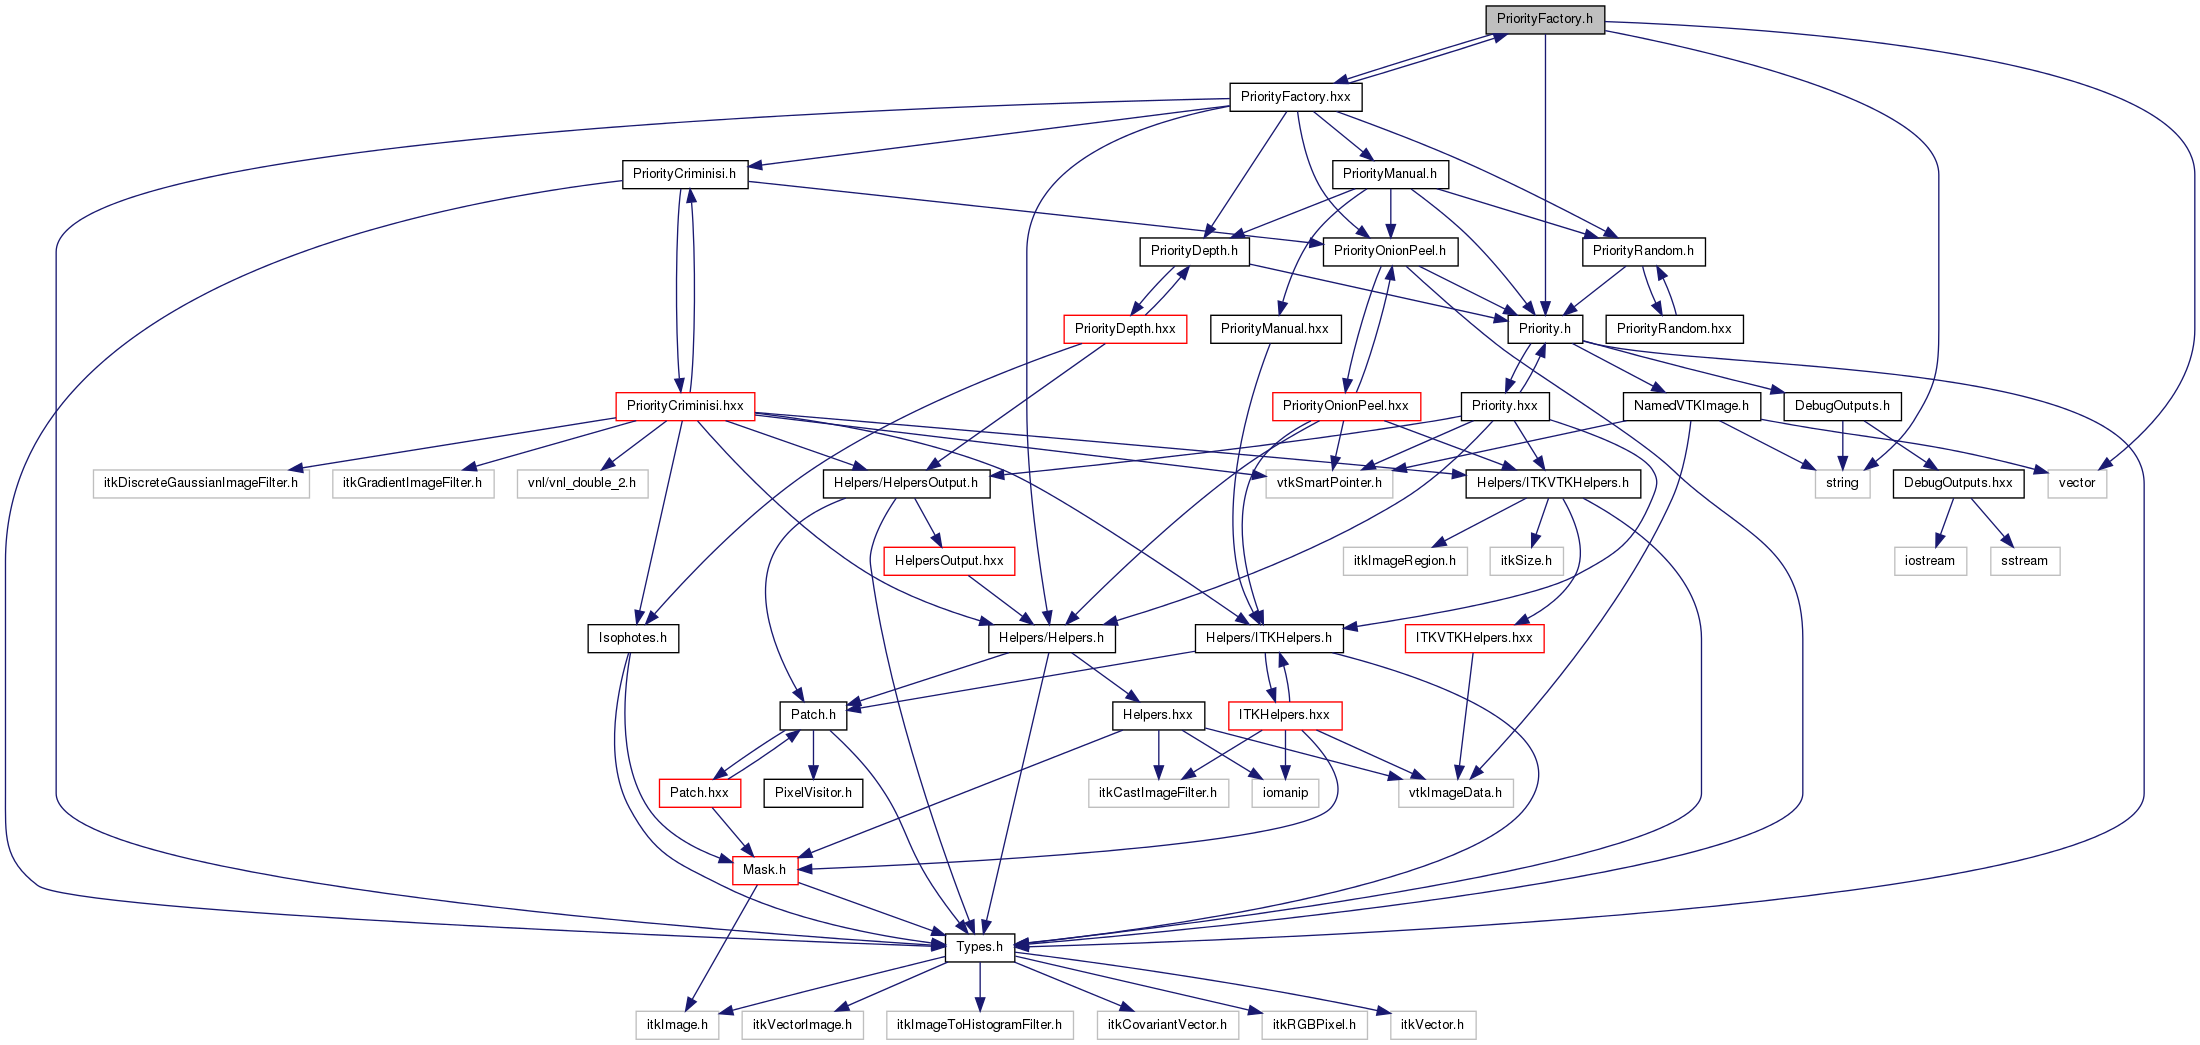 PriorityFactory.h
PriorityFactory.hxx
PriorityCriminisi.h
PriorityManual.h
PriorityDepth.h
PriorityOnionPeel.h
PriorityRandom.h
PriorityDepth.hxx
PriorityManual.hxx
Priority.h
PriorityRandom.hxx
PriorityCriminisi.hxx
PriorityOnionPeel.hxx
Priority.hxx
NamedVTKImage.h
DebugOutputs.h
itkDiscreteGaussianImageFilter.h
itkGradientImageFilter.h
vnl/vnl_double_2.h
Helpers/HelpersOutput.h
vtkSmartPointer.h
Helpers/ITKVTKHelpers.h
string
DebugOutputs.hxx
vector
HelpersOutput.hxx
itkImageRegion.h
itkSize.h
iostream
sstream
Isophotes.h
Helpers/Helpers.h
Helpers/ITKHelpers.h
ITKVTKHelpers.hxx
Patch.h
Helpers.hxx
ITKHelpers.hxx
Patch.hxx
PixelVisitor.h
itkCastImageFilter.h
iomanip
vtkImageData.h
Mask.h
Types.h
itkImage.h
itkVectorImage.h
itkImageToHistogramFilter.h
itkCovariantVector.h
itkRGBPixel.h
itkVector.h